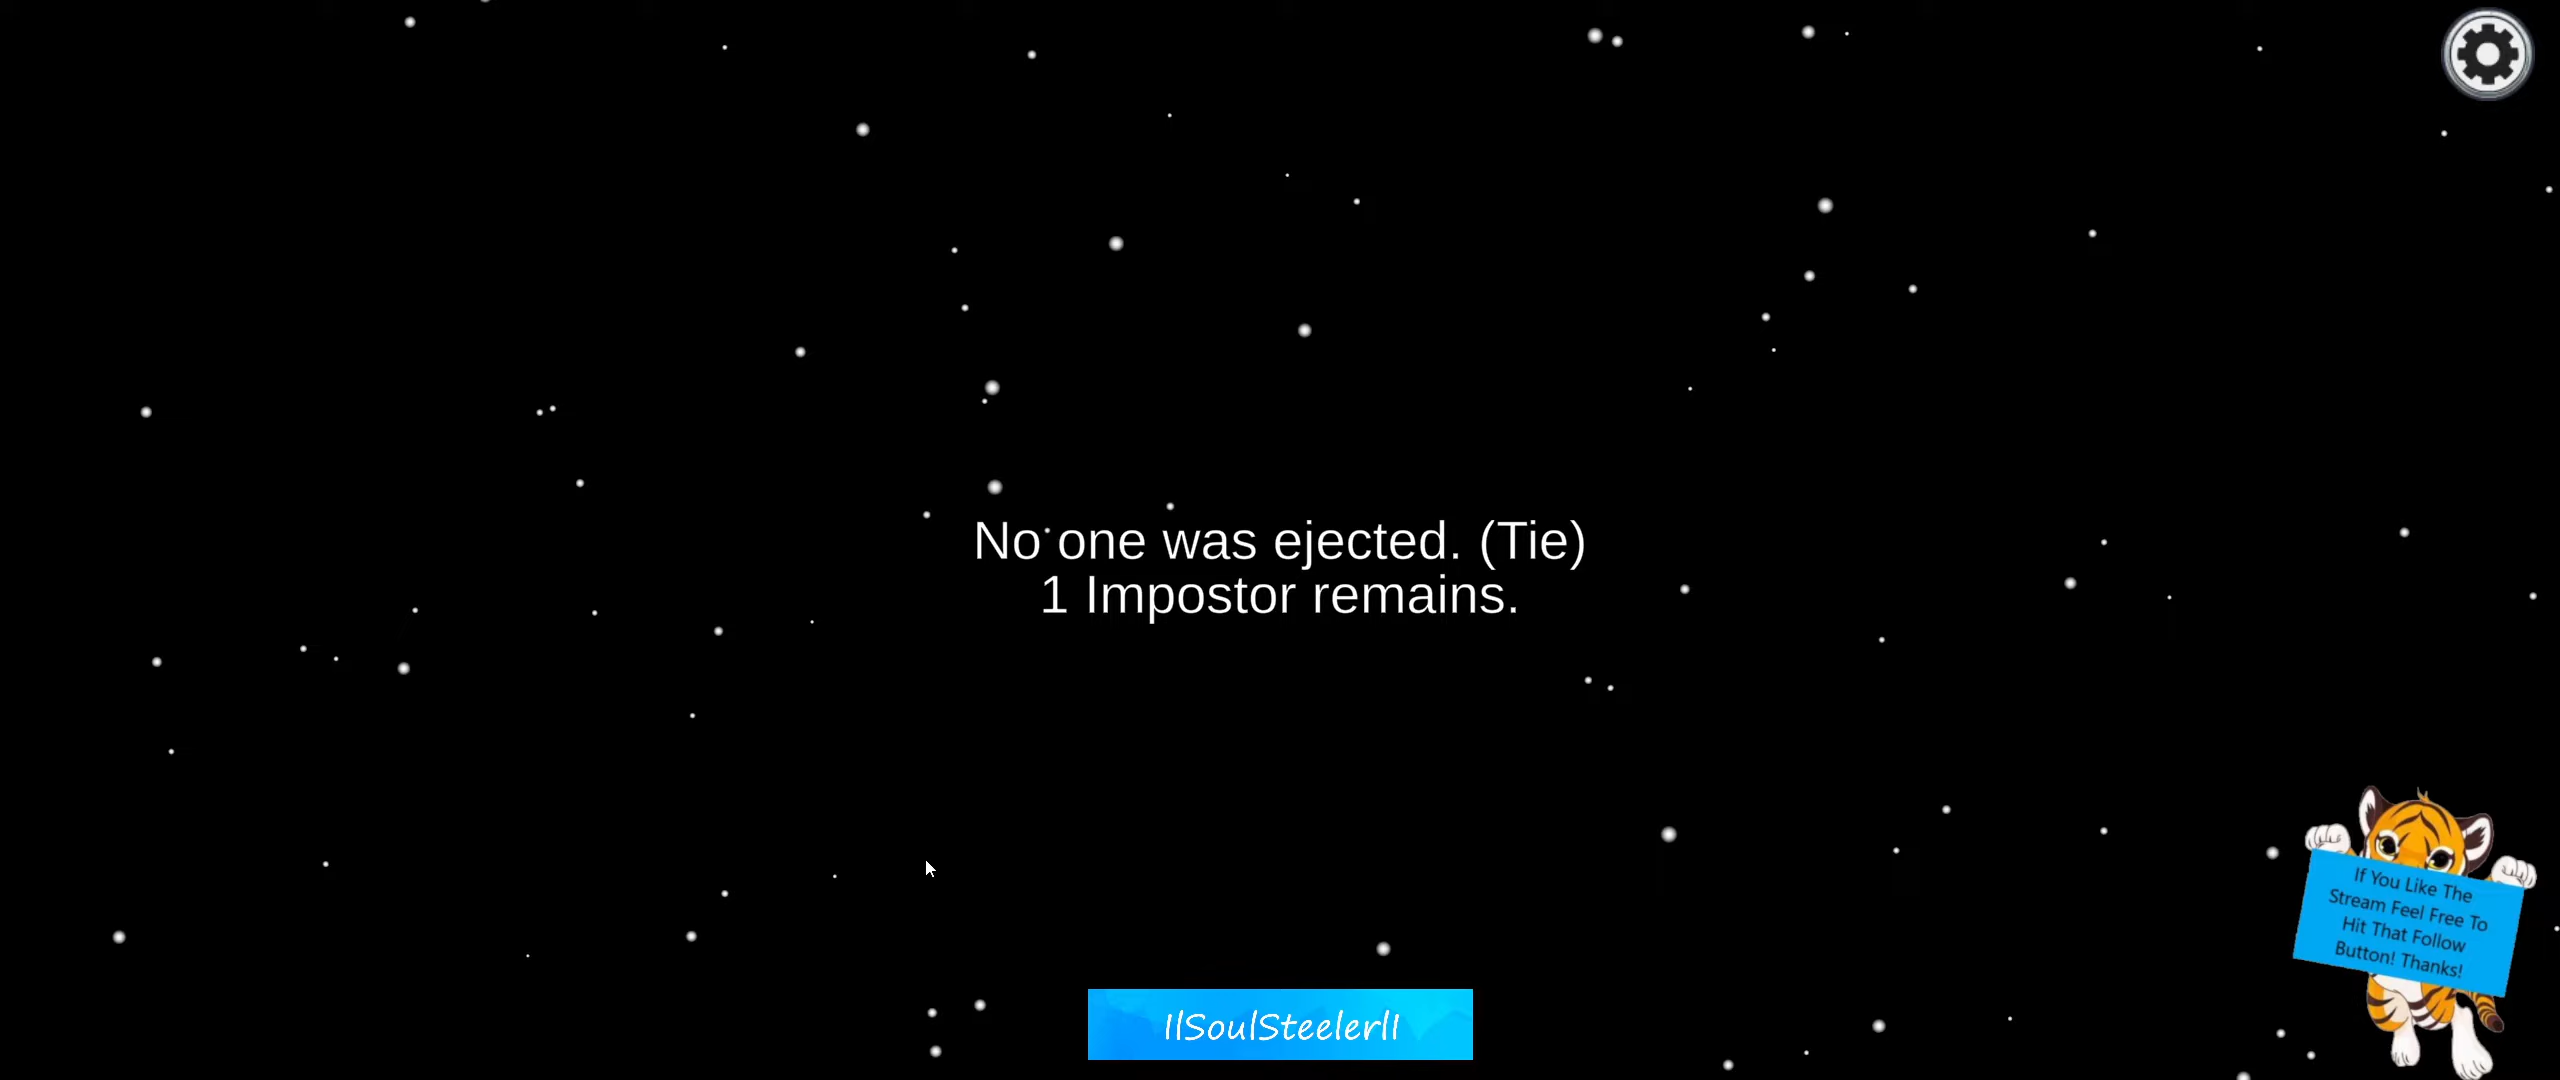 No one was ejected. (Tie)
1 Impostor remains.
If You Like The
Stream Feel Free To
Hit That Follow
Button! Thanks!
IlSoulSteelerlI